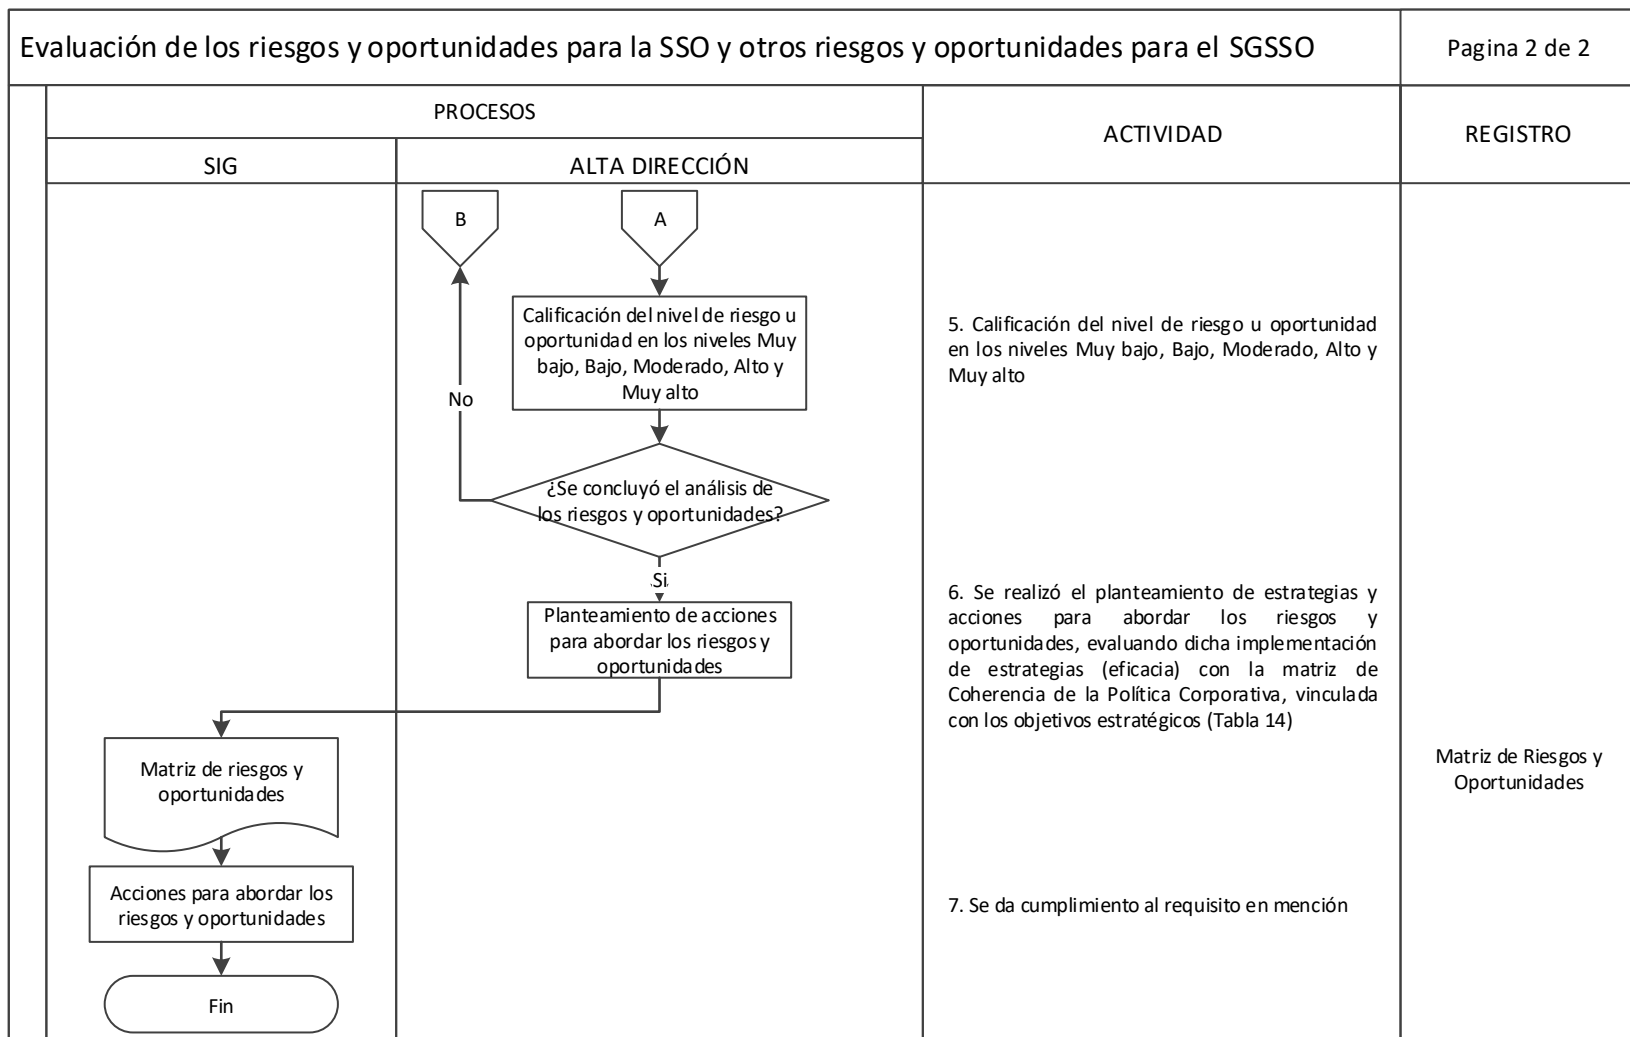 Evaluación de los riesgos y oportunidades para la SSO y otros riesgos y oportunidades para el SGSSO
Pagina 2 de 2
PROCESOS
ACTIVIDAD
REGISTRO
SIG
ALTA DIRECCIÓN
B
A
Calificación del nivel de riesgo u
oportunidad en los niveles Muy
bajo, Bajo, Moderado, Alto y
Muy alto
5. Calificación del nivel de riesgo u oportunidad
en los niveles Muy bajo, Bajo, Moderado, Alto y
Muy alto
No
¿Se concluyó el análisis de
los riesgos y oportunidades?
Si
Planteamiento de acciones
para abordar los riesgos y
oportunidades
6. Se realizó el planteamiento de estrategias y
acciones para abordar los riesgos y
oportunidades, evaluando dicha implementación
de estrategias (eficacia) con la matriz de
Coherencia de la Política Corporativa, vinculada
con los objetivos estratégicos (Tabla 14)
Matriz de riesgos y
oportunidades
Matriz de Riesgos y
Oportunidades
Acciones para abordar los
riesgos y oportunidades
7. Se da cumplimiento al requisito en mención
Fin